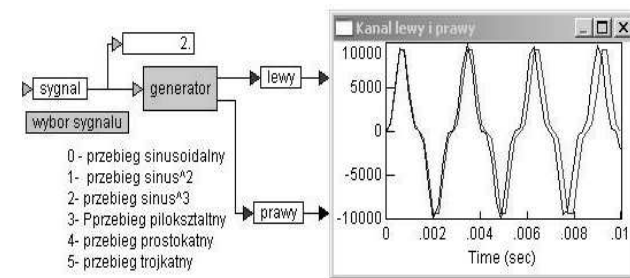 2.
sygnal
generator
lewy
wybor sygnalu
prawy
0 - przebieg sinusoidalny
1- przebieg sinus^2
2- przebieg sinus^3
3- Pprzebieg piloksztaltny
4- przebieg prostokatny
5- przebieg trojkatny
Kanal lewy i prawy
10000
5000
0
-5000
-10000
0 .002 .004 .006 .008 .01
Time (sec)